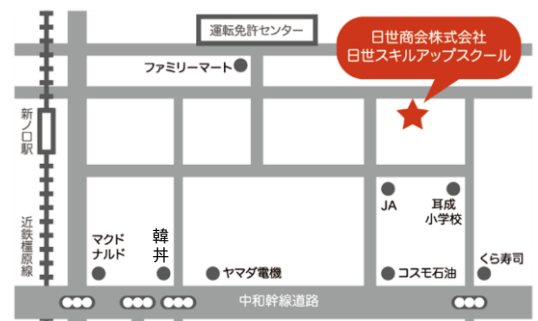 運転免許センター
日世商会株式会社
日世スキルアップスクール
ファミリーマート
新ノ口駅
近鉄橿原線
JA
耳成
小学校
マクド
ナルド
韓丼
ヤマダ電機
コスモ石油
くら寿司
中和幹線道路